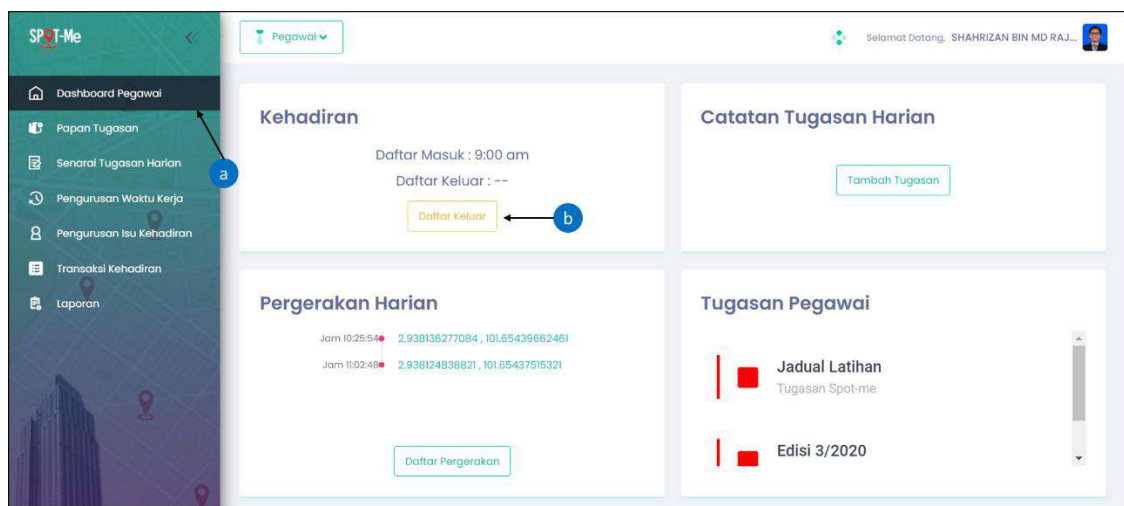 SPOT-Me
Pegawai
Selamat Datang, SHAHRIZAN BIN MD RAJ...
Dashboard Pegawai
Papan Tugasan
Senarai Tugasan Harian
Pengurusan Waktu Kerja
Pengurusan Isu Kehadiran
Transaksi Kehadiran
Laporan
a
Kehadiran
Daftar Masuk : 9:00 am
Daftar Keluar : --
Daftar Keluar
b
Catatan Tugasan Harian
Tambah Tugasan
Pergerakan Harian
Jam 10:25:54 2.938136277084 , 101.65439662461
Jam 11:02:48 2.938124838821 , 101.65437515321
Daftar Pergerakan
Tugasan Pegawai
Jadual Latihan
Tugasan Spot-me
Edisi 3/2020